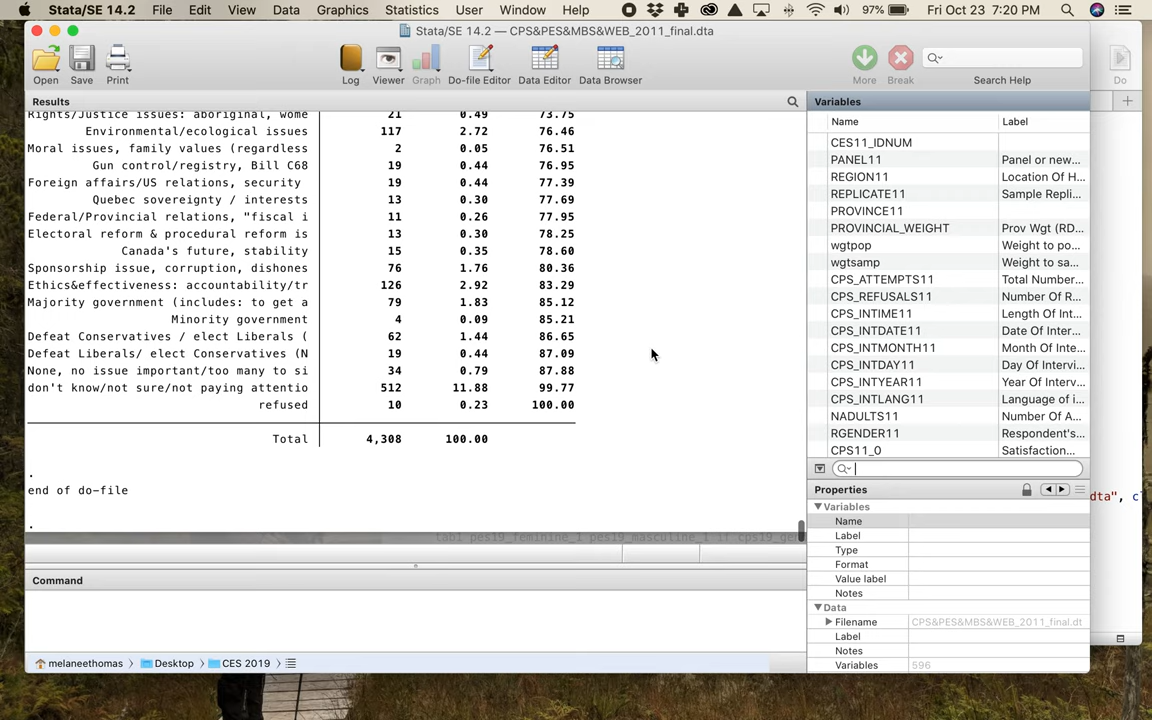 Stata/SE 14.2 File Edit View Data Graphics Statistics User Window Help 97% Fri Oct 23 7:20 PM
Stata/SE 14.2 — CPS&PES&MBS&WEB_2011_final.dta
Open Save Print Log Viewer Graph Do-file Editor Data Editor Data Browser More Break Search Help Do
Results
Rights/Justice issues: aboriginal, wome 21 0.49 73.75
Environmental/ecological issues 117 2.72 76.46
Moral issues, family values (regardless 2 0.05 76.51
Gun control/registry, Bill C68 19 0.44 76.95
Foreign affairs/US relations, security 19 0.44 77.39
Quebec sovereignty / interests 13 0.30 77.69
Federal/Provincial relations, "fiscal i 11 0.26 77.95
Electoral reform & procedural reform is 13 0.30 78.25
Canada's future, stability 15 0.35 78.60
Sponsorship issue, corruption, dishones 76 1.76 80.36
Ethics&effectiveness: accountability/tr 126 2.92 83.29
Majority government (includes: to get a 79 1.83 85.12
Minority government 4 0.09 85.21
Defeat Conservatives / elect Liberals ( 62 1.44 86.65
Defeat Liberals/ elect Conservatives (N 19 0.44 87.09
None, no issue important/too many to si 34 0.79 87.88
don't know/not sure/not paying attentio 512 11.88 99.77
refused 10 0.23 100.00
Total 4,308 100.00
.
end of do-file
.
tab1 pes19_feminine_1 pes19_masculine_1 if cps19_gen
Command
melaneethomas Desktop CES 2019
Variables
Name Label
CES11_IDNUM
PANEL11 Panel or new...
REGION11 Location Of H...
REPLICATE11 Sample Repli...
PROVINCE11
PROVINCIAL_WEIGHT Prov Wgt (RD...
wgtpop Weight to po...
wgtsamp Weight to sa...
CPS_ATTEMPTS11 Total Number...
CPS_REFUSALS11 Number Of R...
CPS_INTIME11 Length Of Int...
CPS_INTDATE11 Date Of Inter...
CPS_INTMONTH11 Month Of Inte...
CPS_INTDAY11 Day Of Intervi...
CPS_INTYEAR11 Year Of Interv...
CPS_INTLANG11 Language of i...
NADULTS11 Number Of A...
RGENDER11 Respondent's...
CPS11_0 Satisfaction...
Properties
Variables
Name
Label
Type
Format
Value label
Notes
Data
Filename CPS&PES&MBS&WEB_2011_final.dt
Label
Notes
Variables 596
dta", c